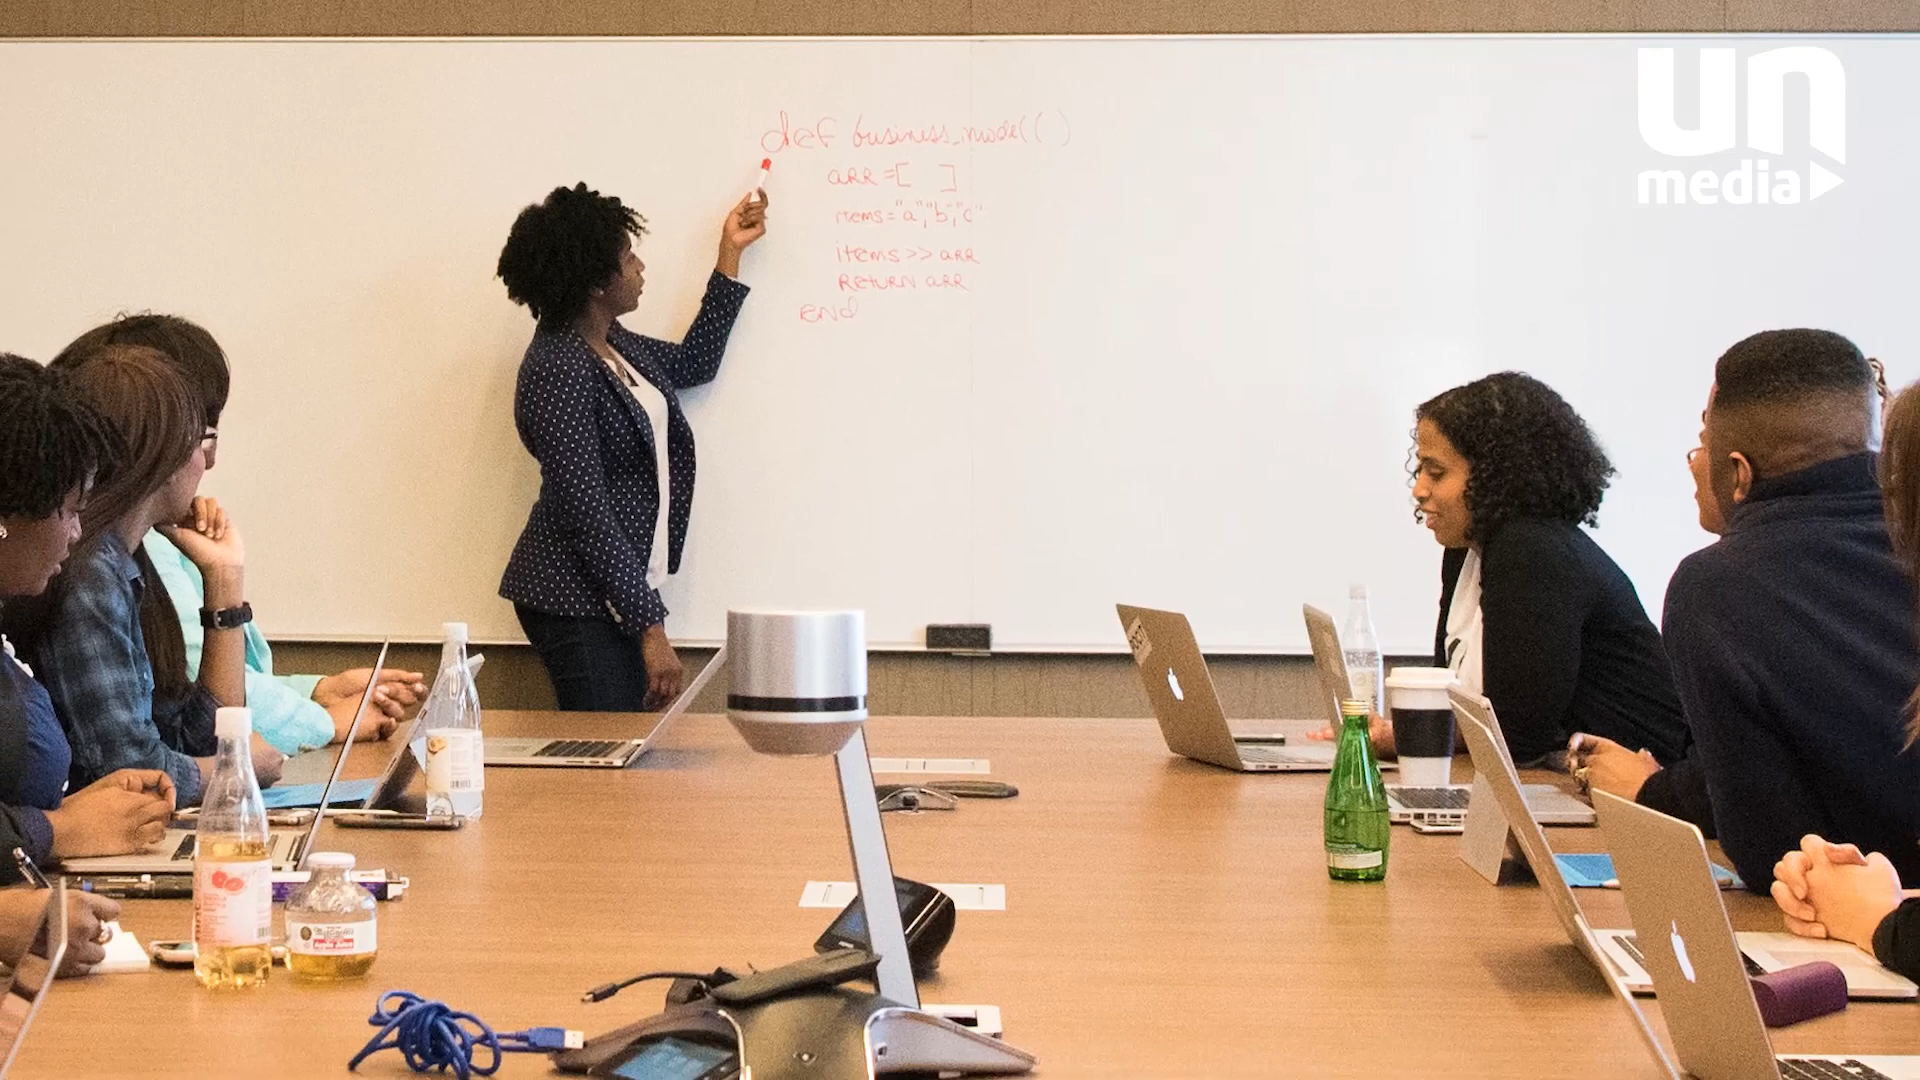 un
media
def business_model( )
arr = [ ]
items = "a", "b", "c"
items >> arr
return arr
end